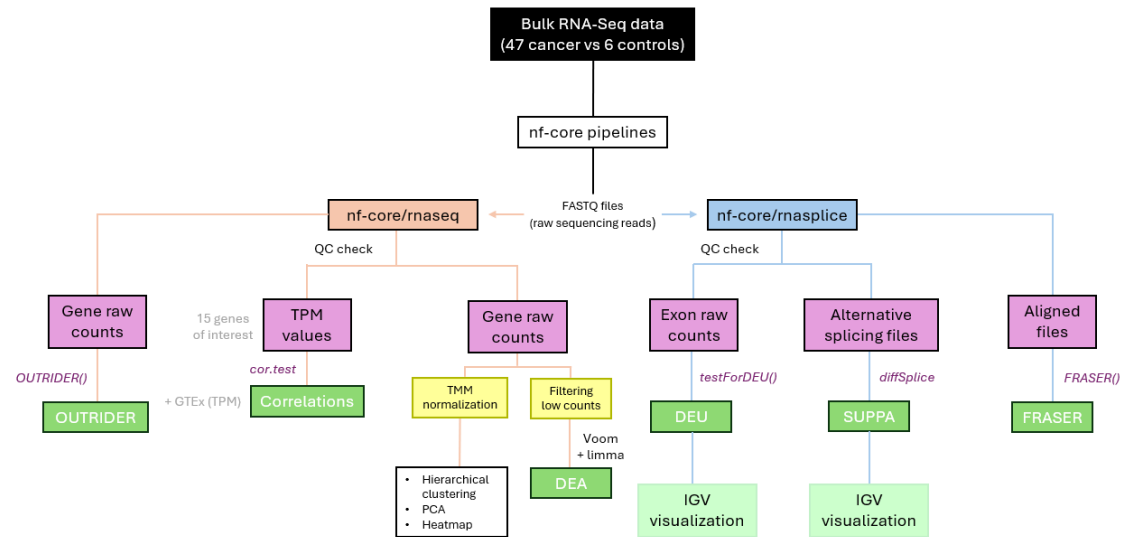 Bulk RNA-Seq data
(47 cancer vs 6 controls)
nf-core pipelines
nf-core/rnaseq
FASTQ files
(raw sequencing reads)
nf-core/rnasplice
QC check
QC check
Gene raw
counts
15 genes
of interest
TPM
values
Gene raw
counts
Exon raw
counts
Alternative
splicing files
Aligned
files
OUTRIDER()
cor.test
testForDEU()
diffSplice
FRASER()
OUTRIDER
+ GTEx (TPM)
Correlations
TMM
normalization
Filtering
low counts
DEU
SUPPA
FRASER
Voom
+ limma
• Hierarchical
clustering
• PCA
• Heatmap
DEA
IGV
visualization
IGV
visualization